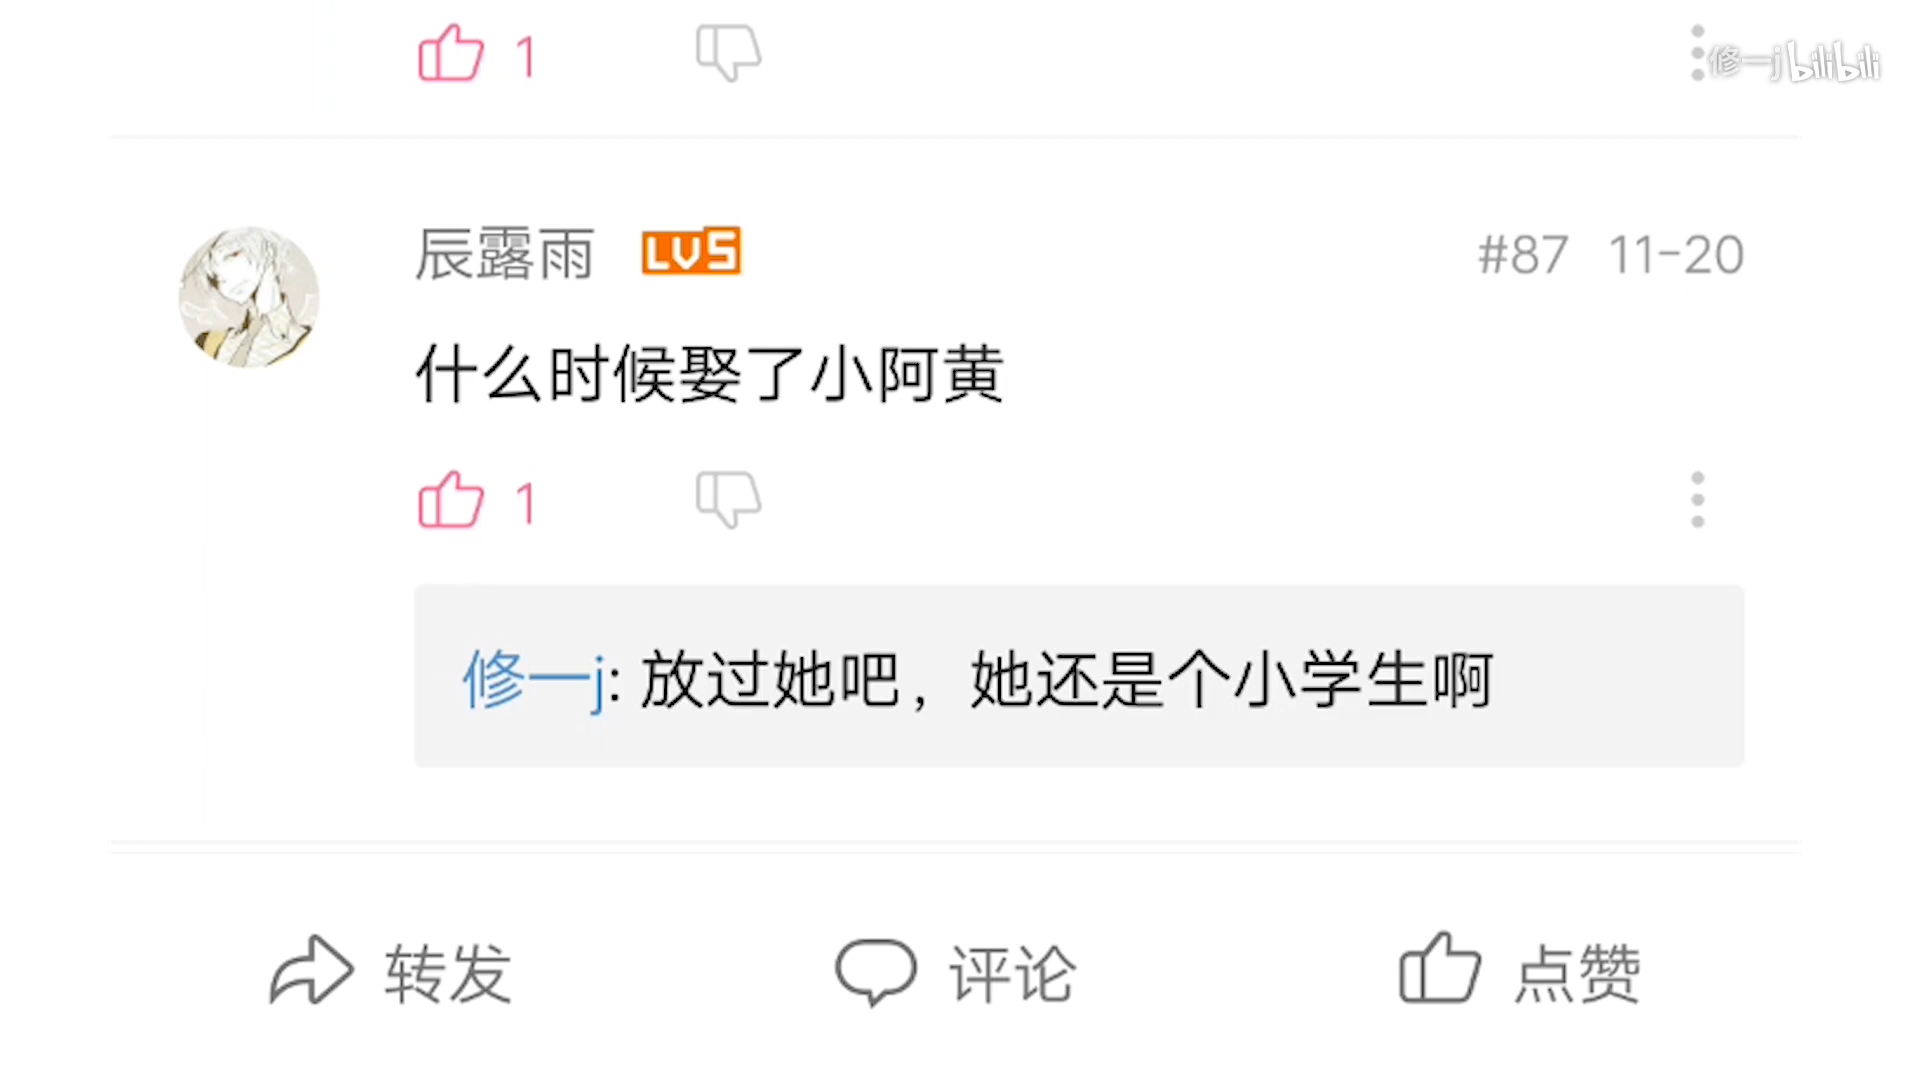 1
修一j bilibili
辰露雨 LV5 #87 11-20
什么时候娶了小阿黄
1
修一j: 放过她吧，她还是个小学生啊
转发 评论 点赞